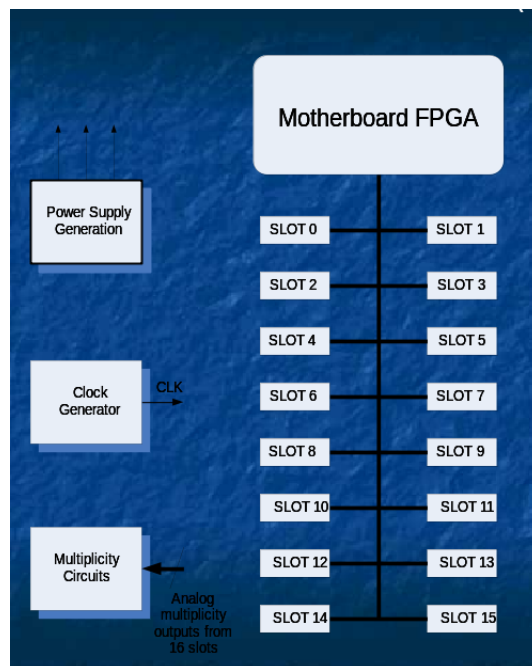 Motherboard FPGA
Power Supply
Generation
SLOT 0
SLOT 1
SLOT 2
SLOT 3
SLOT 4
SLOT 5
Clock
Generator
CLK
SLOT 6
SLOT 7
SLOT 8
SLOT 9
SLOT 10
SLOT 11
Multiplicity
Circuits
SLOT 12
SLOT 13
Analog
multiplicity
outputs from
16 slots
SLOT 14
SLOT 15